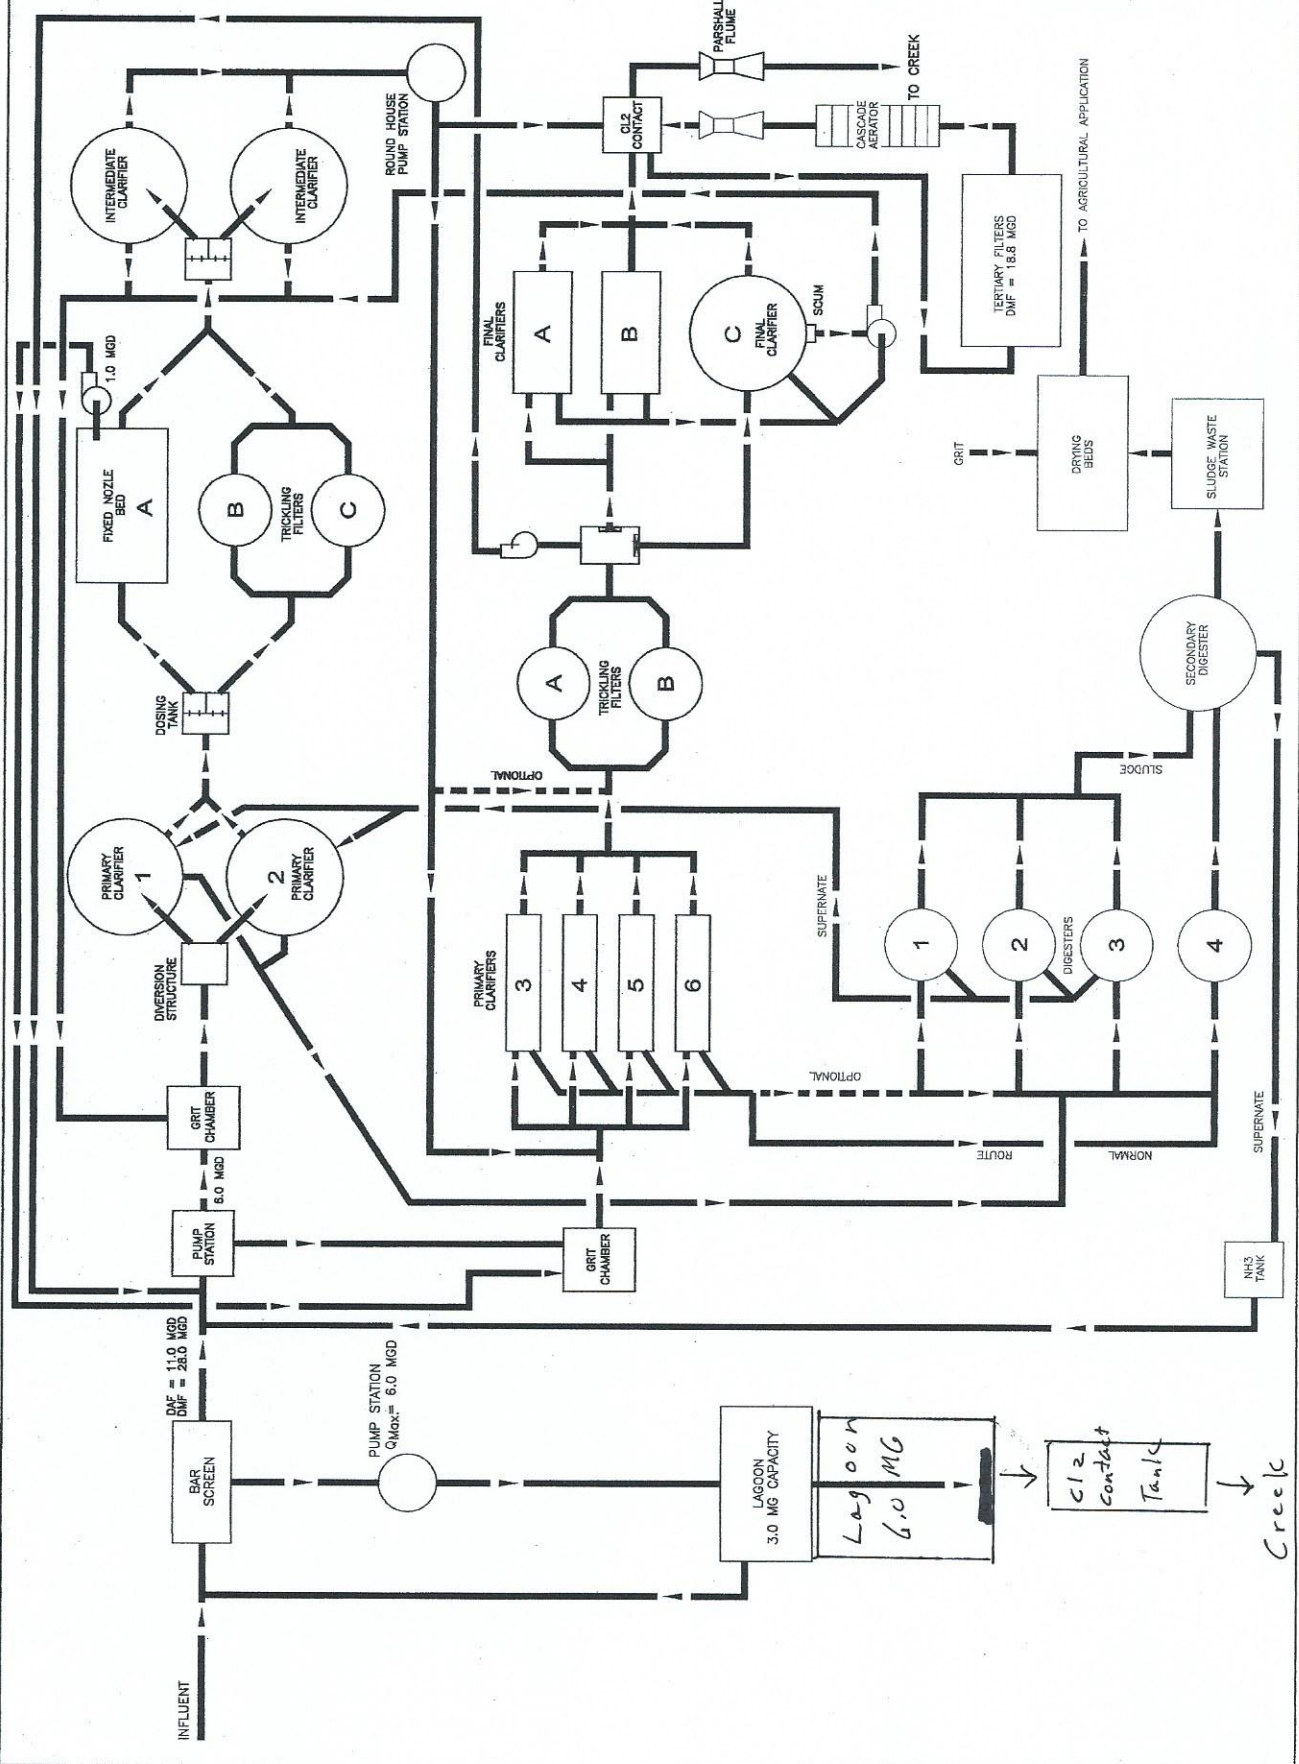 INFLUENT
BAR
SCREEN
DAF = 11.0 MGD
DMF = 28.0 MGD
PUMP
STATION
6.0 MGD
GRIT
CHAMBER
DIVERSION
STRUCTURE
PRIMARY
CLARIFIER
1
2
PRIMARY
CLARIFIER
DOSING
TANK
FIXED NOZLE
BED
A
1.0 MGD
B
TRICKLING
FILTERS
C
INTERMEDIATE
CLARIFIER
INTERMEDIATE
CLARIFIER
ROUND HOUSE
PUMP STATION
PUMP STATION
QMax.= 6.0 MGD
GRIT
CHAMBER
PRIMARY
CLARIFIERS
3
4
5
6
OPTIONAL
A
TRICKLING
FILTERS
B
FINAL
CLARIFIERS
A
B
C
FINAL
CLARIFIER
SCUM
CL2
CONTACT
PARSHALL
FLUME
TO CREEK
CASCADE
AERATOR
TERTIARY FILTERS
DMF = 18.8 MGD
LAGOON
3.0 MG CAPACITY
Lagoon
6.0 MG
Cl2
contact
Tank
Creek
OPTIONAL
ROUTE
NORMAL
SUPERNATE
1
2
DIGESTERS
3
4
SLUDGE
SECONDARY
DIGESTER
GRIT
DRYING
BEDS
SLUDGE WASTE
STATION
TO AGRICULTURAL APPLICATION
NH3
TANK
SUPERNATE